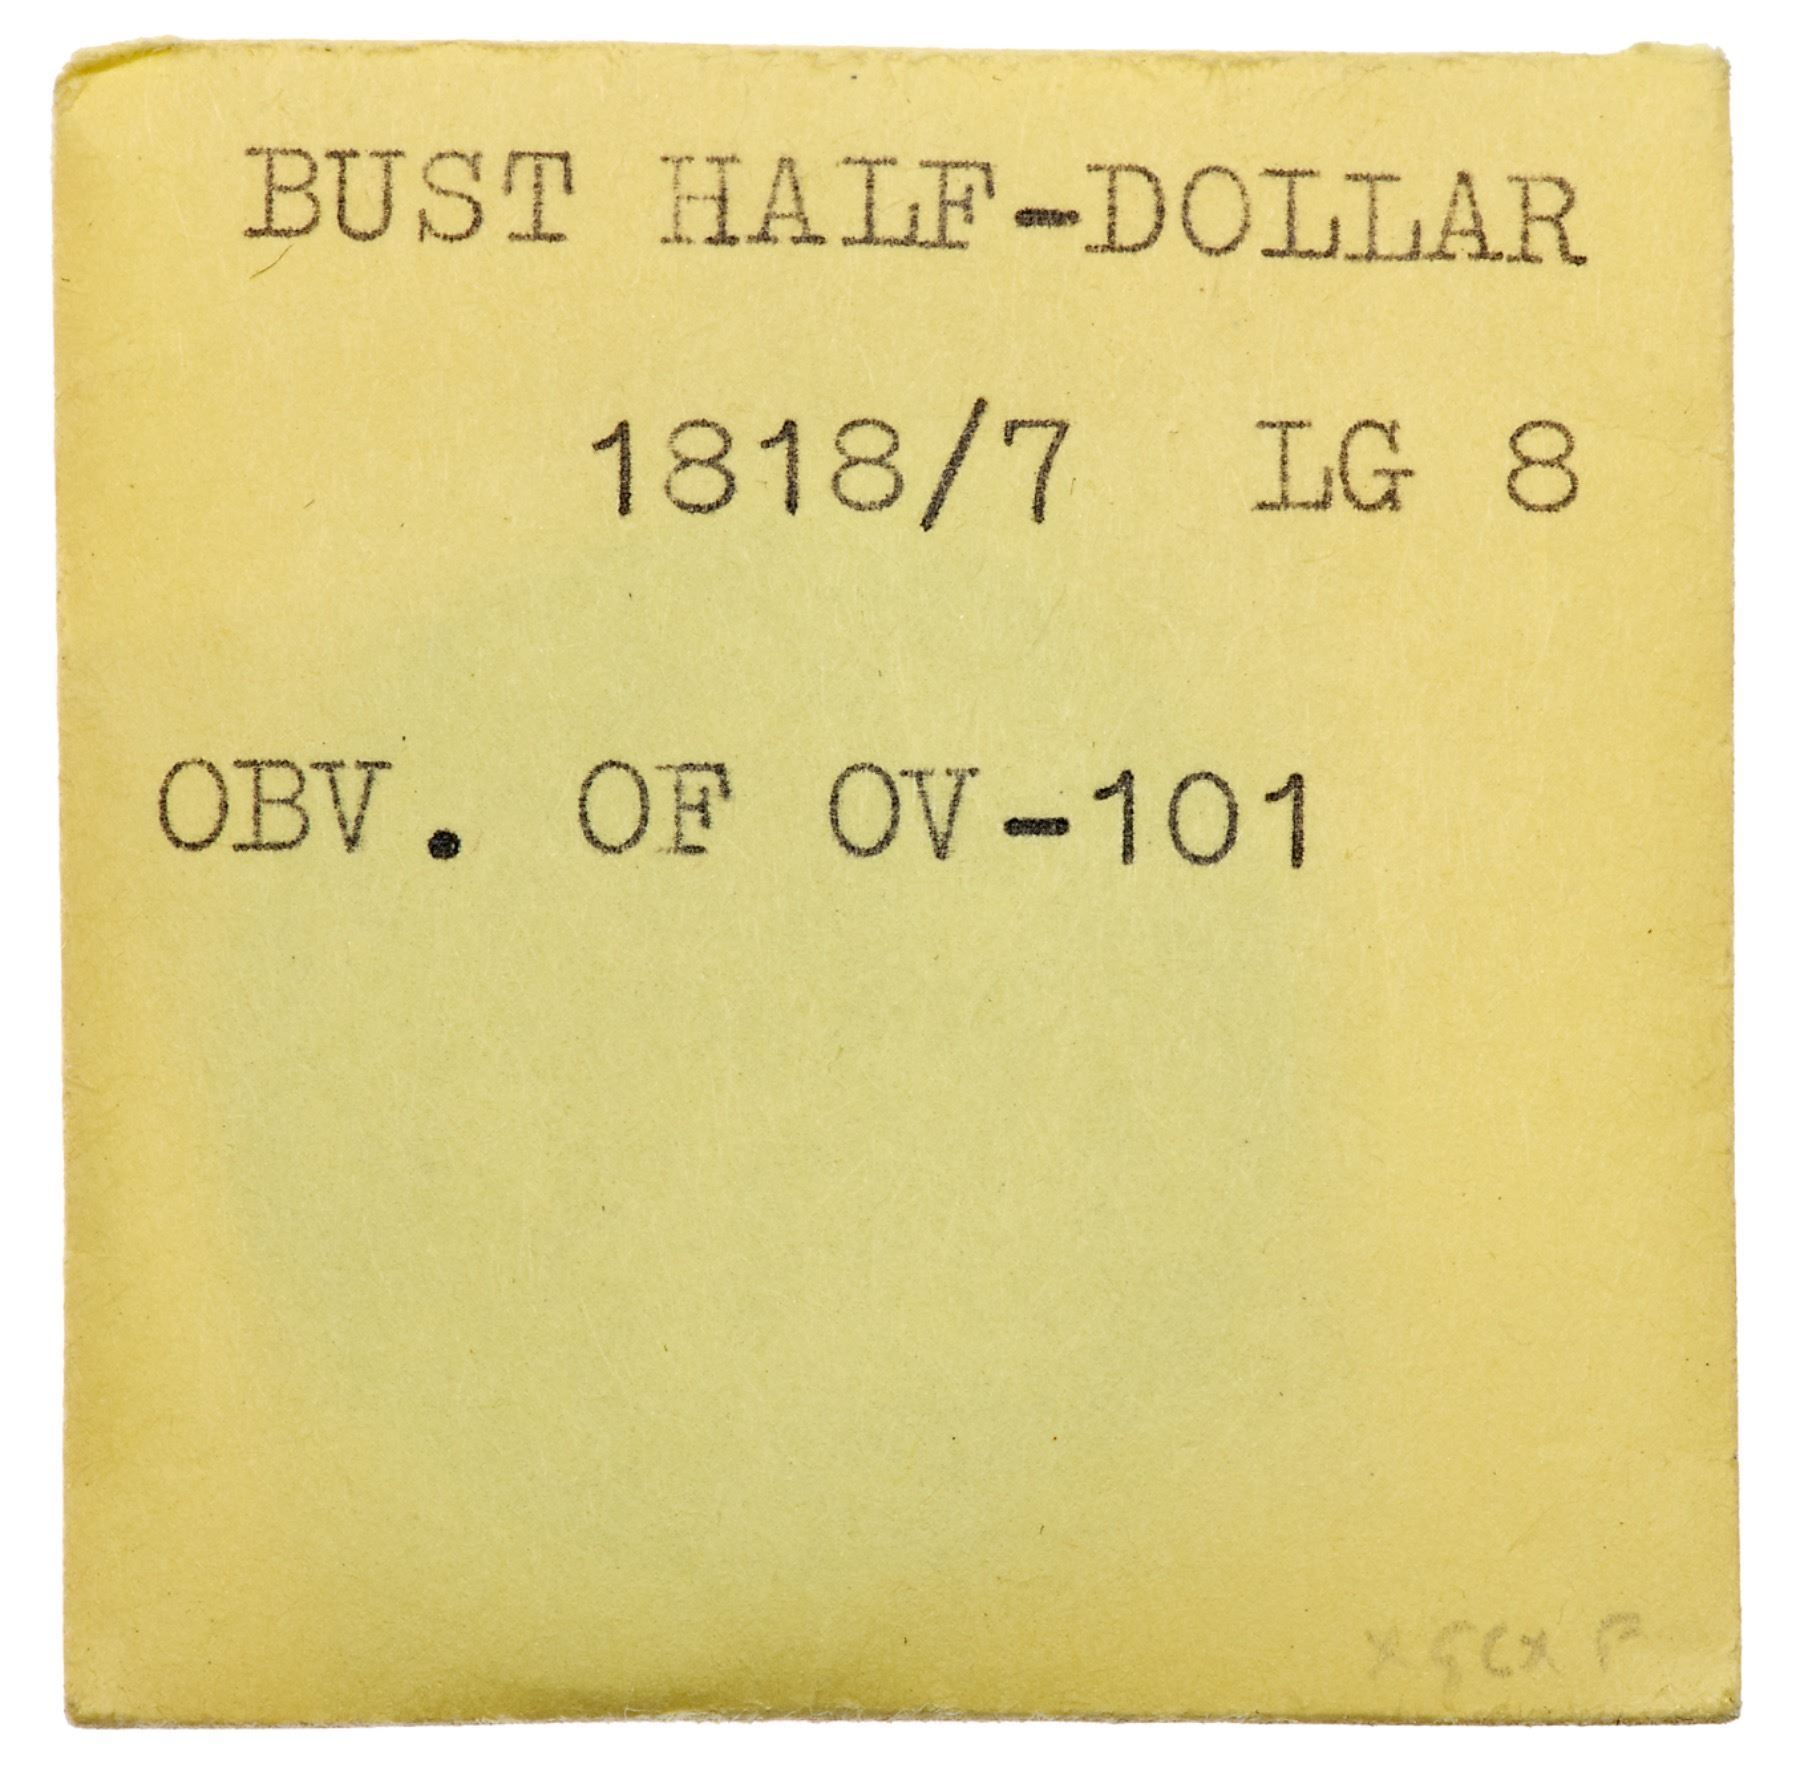 BUST HALF-DOLLAR
1818/7 LG 8
OBV. OF OV-101